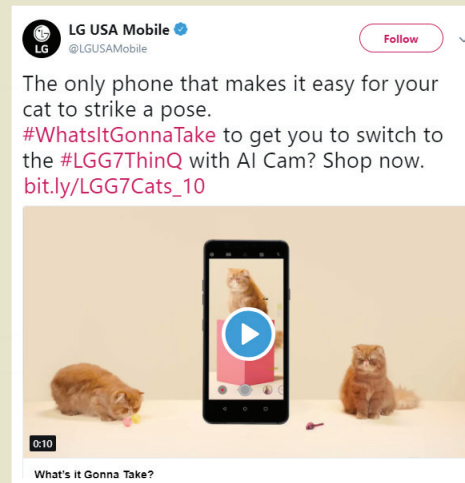 LG USA Mobile
@LGUSAMobile
Follow
LG
The only phone that makes it easy for your
cat to strike a pose.
#WhatsItGonnaTake to get you to switch to
the #LGG7ThinQ with AI Cam? Shop now.
bit.ly/LGG7Cats_10
0:10
What's it Gonna Take?